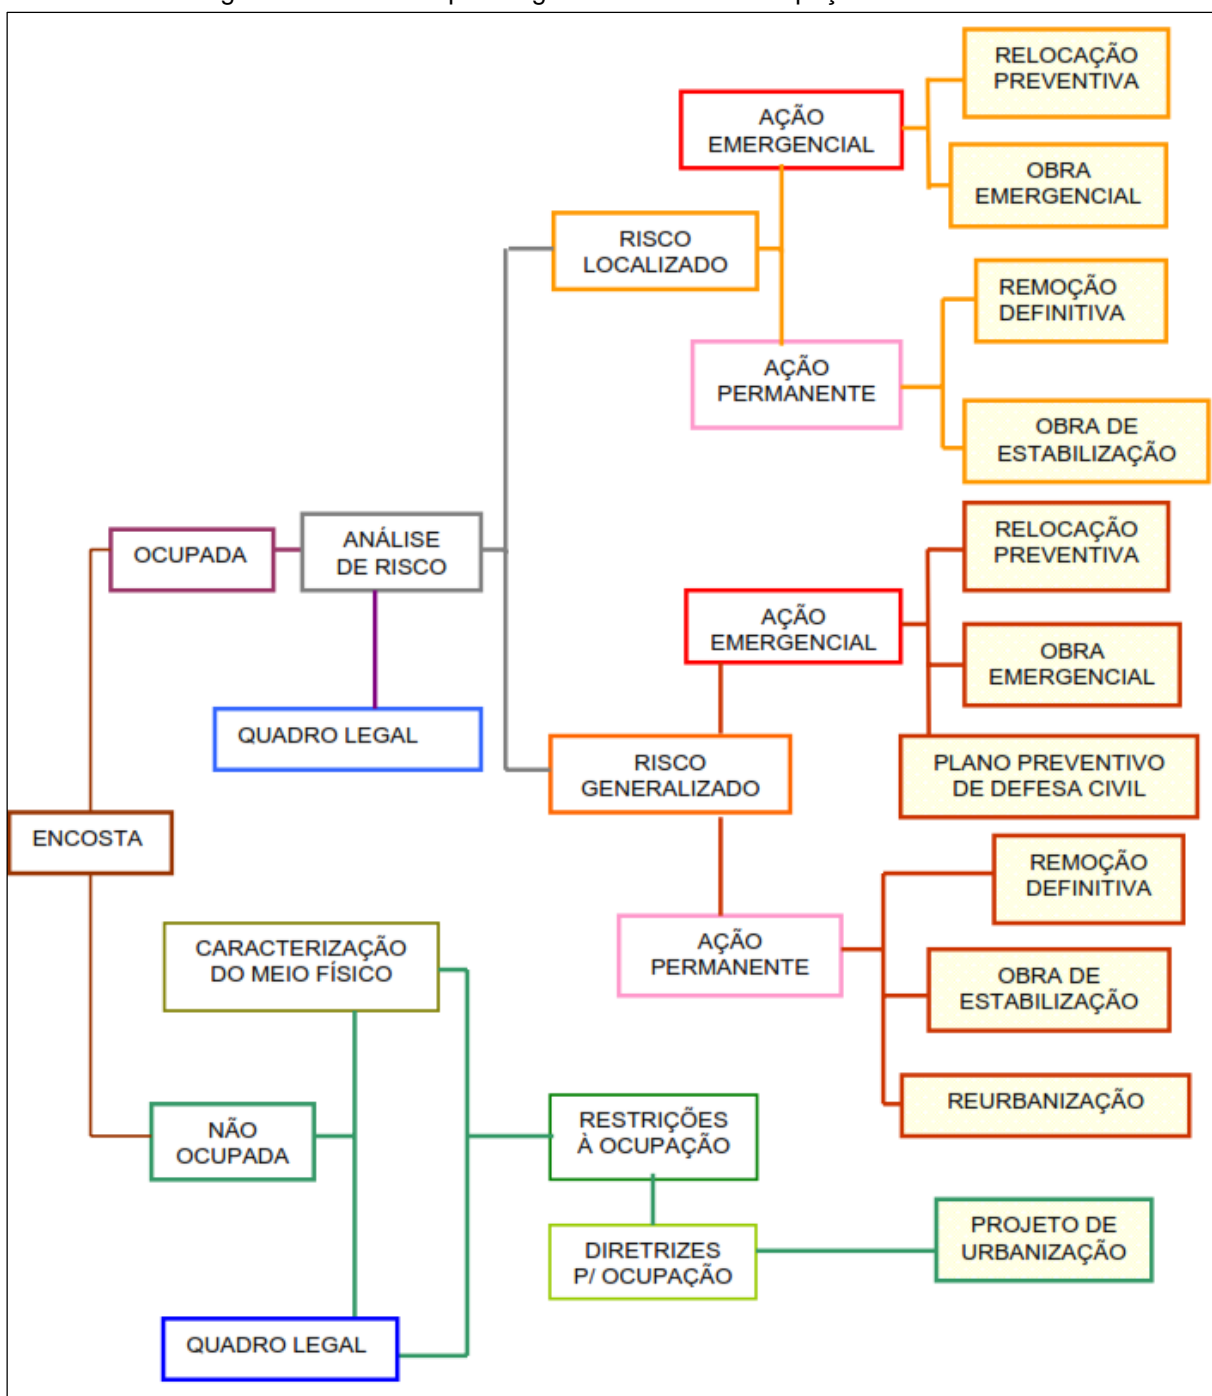 RELOCAÇÃO
PREVENTIVA
AÇÃO
EMERGENCIAL
OBRA
EMERGENCIAL
RISCO
LOCALIZADO
REMOÇÃO
DEFINITIVA
AÇÃO
PERMANENTE
OBRA DE
ESTABILIZAÇÃO
OCUPADA
ANÁLISE
DE RISCO
RELOCAÇÃO
PREVENTIVA
AÇÃO
EMERGENCIAL
OBRA
EMERGENCIAL
QUADRO LEGAL
RISCO
GENERALIZADO
PLANO PREVENTIVO
DE DEFESA CIVIL
ENCOSTA
REMOÇÃO
DEFINITIVA
CARACTERIZAÇÃO
DO MEIO FÍSICO
AÇÃO
PERMANENTE
OBRA DE
ESTABILIZAÇÃO
REURBANIZAÇÃO
NÃO
OCUPADA
RESTRIÇÕES
À OCUPAÇÃO
DIRETRIZES
P/ OCUPAÇÃO
PROJETO DE
URBANIZAÇÃO
QUADRO LEGAL